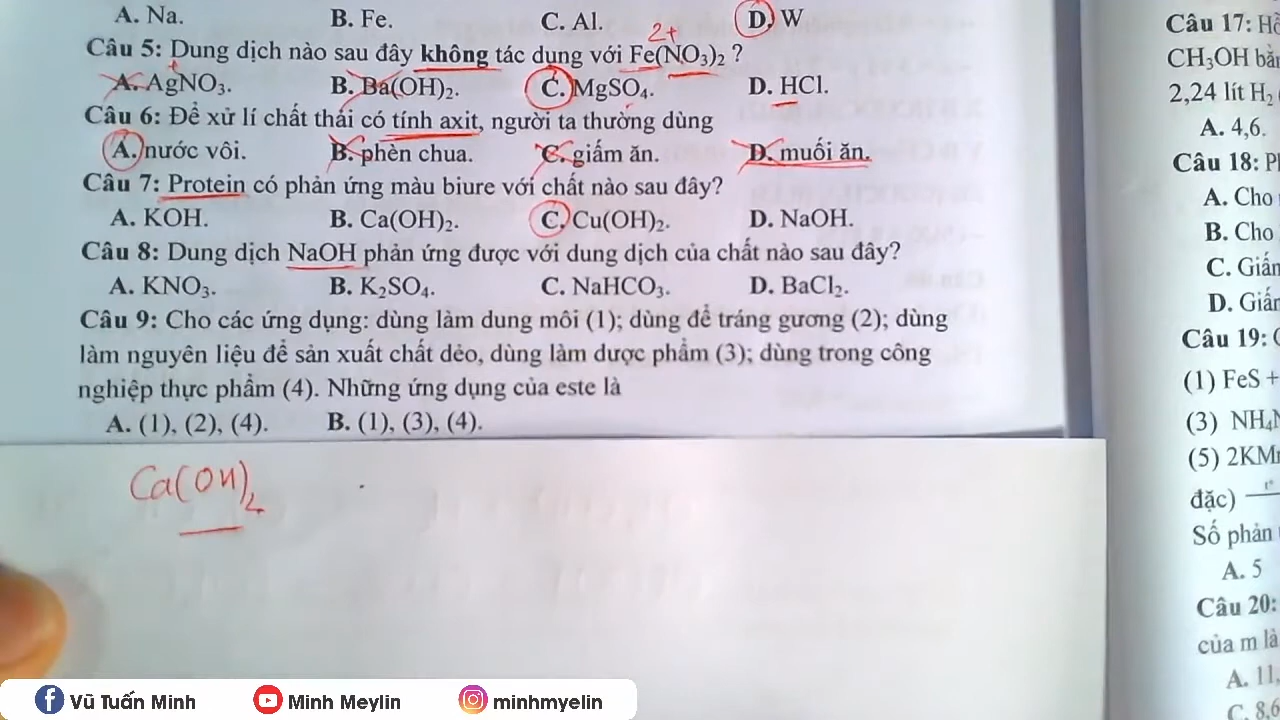 A. Na. B. Fe. C. Al. D. W
Câu 5: Dung dịch nào sau đây không tác dụng với Fe(NO₃)₂ ?
2+
+
A. AgNO₃. B. Ba(OH)₂. C. MgSO₄. D. HCl.
Câu 6: Để xử lí chất thải có tính axit, người ta thường dùng
A. nước vôi. B. phèn chua. C. giấm ăn. D. muối ăn.
Câu 7: Protein có phản ứng màu biure với chất nào sau đây?
A. KOH. B. Ca(OH)₂. C. Cu(OH)₂. D. NaOH.
Câu 8: Dung dịch NaOH phản ứng được với dung dịch của chất nào sau đây?
A. KNO₃. B. K₂SO₄. C. NaHCO₃. D. BaCl₂.
Câu 9: Cho các ứng dụng: dùng làm dung môi (1); dùng để tráng gương (2); dùng
làm nguyên liệu để sản xuất chất dẻo, dùng làm dược phẩm (3); dùng trong công
nghiệp thực phẩm (4). Những ứng dụng của este là
A. (1), (2), (4). B. (1), (3), (4).
Ca(OH)₂
Câu 17:
CH₃OH
2,24 lít H₂
A. 4,6.
Câu 18:
A. Cho
B. Cho
C. Giấm
D. Giấm
Câu 19:
(1) FeS +
(3) NH₄
(5) 2KM
đặc) t°
Số phản
A. 5
Câu 20:
của m là
A. 11,
C. 8,6
Vũ Tuấn Minh Minh Meylin minhmyelin